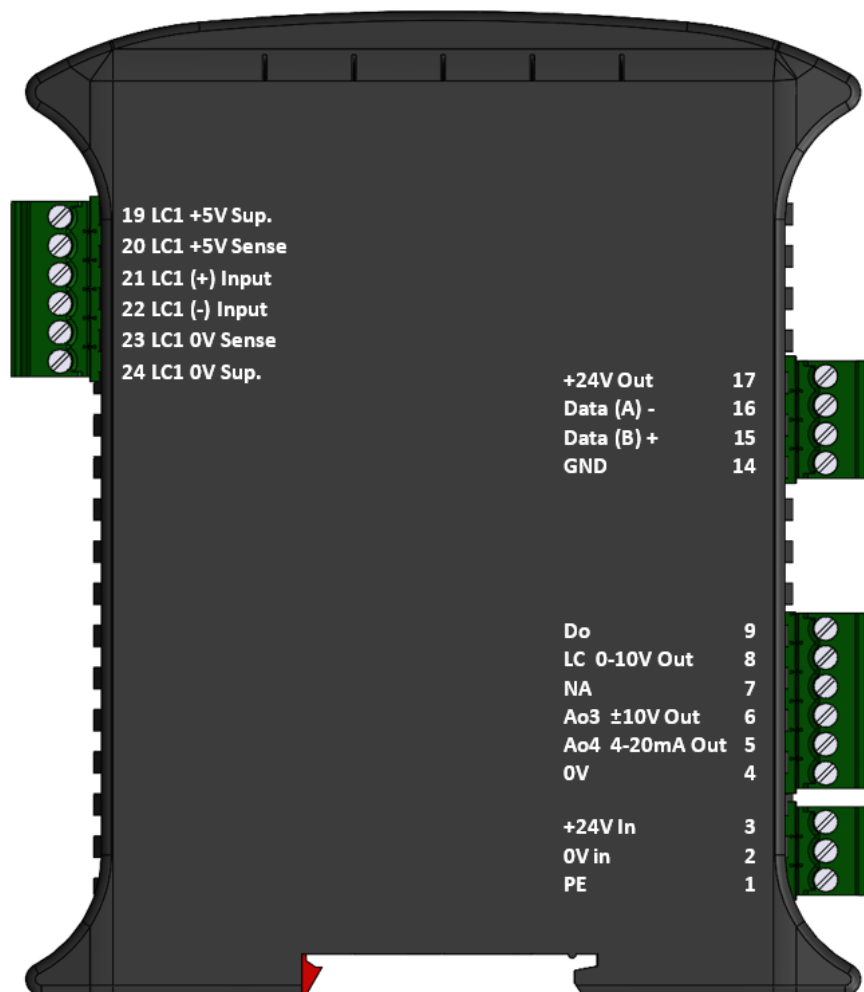 19 LC1 +5V Sup.
20 LC1 +5V Sense
21 LC1 (+) Input
22 LC1 (-) Input
23 LC1 0V Sense
24 LC1 0V Sup.
+24V Out 17
Data (A) - 16
Data (B) + 15
GND 14
Do 9
LC 0-10V Out 8
NA 7
Ao3 ±10V Out 6
Ao4 4-20mA Out 5
0V 4
+24V In 3
0V in 2
PE 1